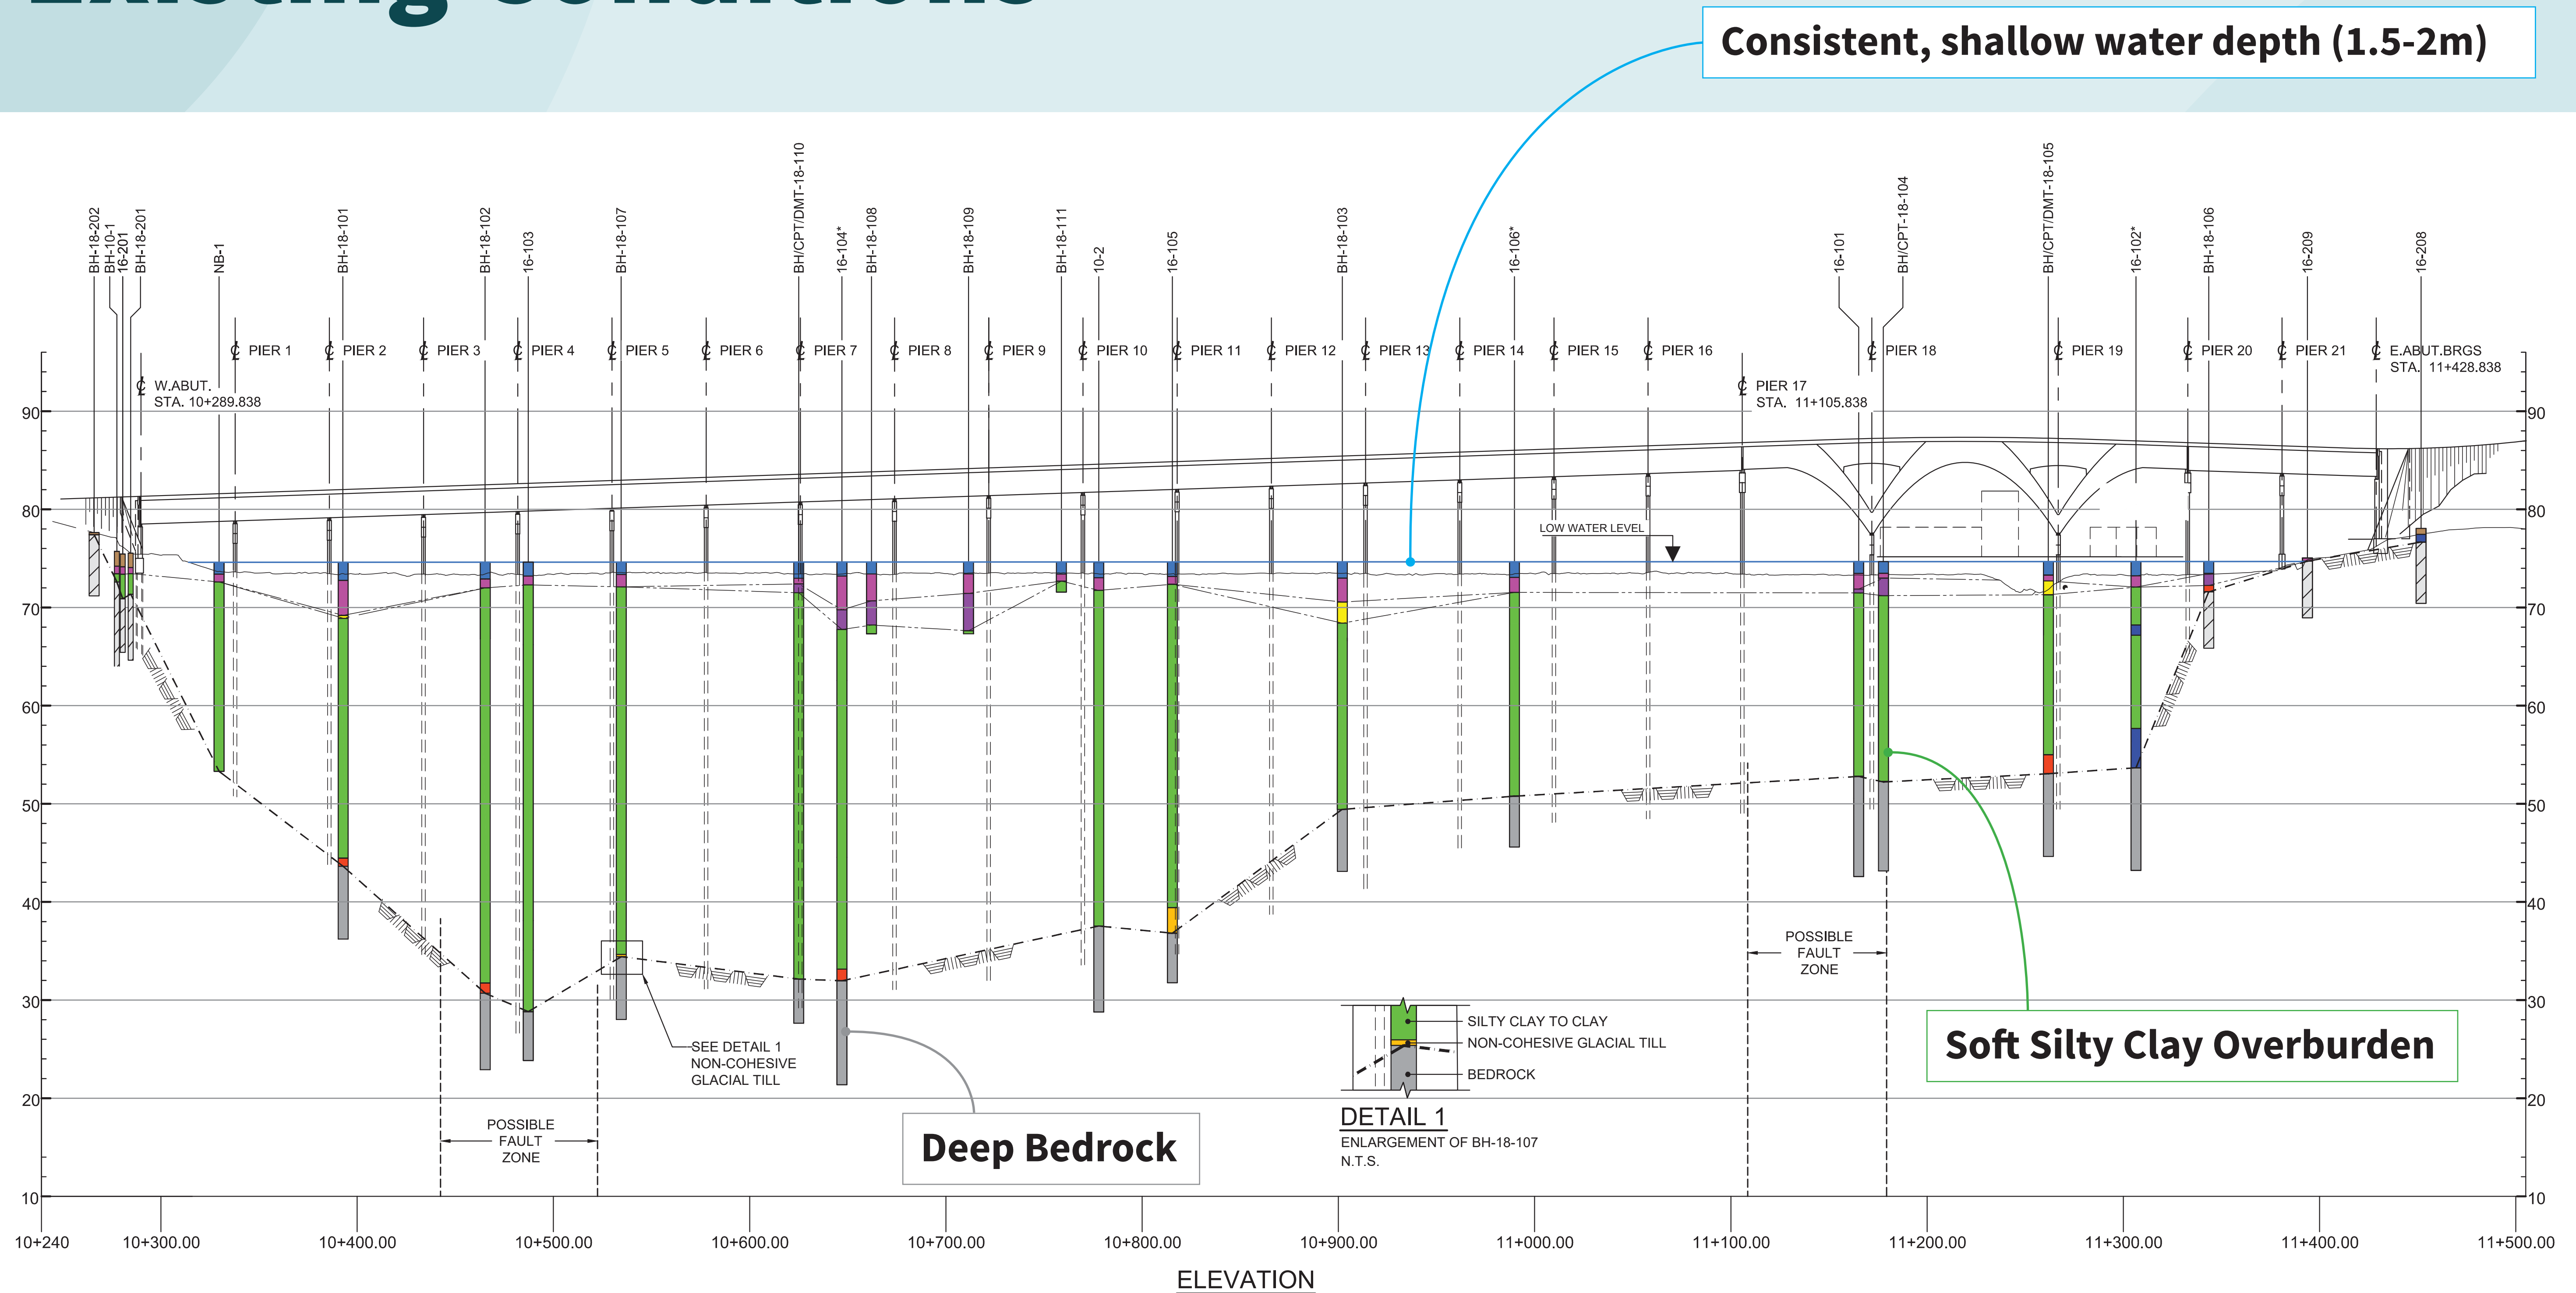 Existing Conditions
Consistent, shallow water depth (1.5-2m)
BH-18-202
BH-10-1
16-201
BH-18-201
NB-1
BH-18-101
BH-18-102
16-103
BH-18-107
BH/CPT/DMT-18-110
16-104*
BH-18-108
BH-18-109
BH-18-111
10-2
16-105
BH-18-103
16-106*
16-101
BH/CPT-18-104
BH/CPT/DMT-18-105
16-102*
BH-18-106
16-209
16-208
℄ PIER 1
℄ PIER 2
℄ PIER 3
℄ PIER 4
℄ PIER 5
℄ PIER 6
℄ PIER 7
℄ PIER 8
℄ PIER 9
℄ PIER 10
℄ PIER 11
℄ PIER 12
℄ PIER 13
℄ PIER 14
℄ PIER 15
℄ PIER 16
℄ PIER 18
℄ PIER 19
℄ PIER 20
℄ PIER 21
℄ E.ABUT.BRGS
STA. 11+428.838
℄ W.ABUT.
STA. 10+289.838
℄ PIER 17
STA. 11+105.838
90
90
80
80
LOW WATER LEVEL
70
70
60
60
50
50
40
40
POSSIBLE
FAULT
ZONE
30
30
SEE DETAIL 1
NON-COHESIVE
GLACIAL TILL
SILTY CLAY TO CLAY
NON-COHESIVE GLACIAL TILL
BEDROCK
Soft Silty Clay Overburden
20
20
DETAIL 1
ENLARGEMENT OF BH-18-107
N.T.S.
POSSIBLE
FAULT
ZONE
Deep Bedrock
10
10
10+240
10+300.00
10+400.00
10+500.00
10+600.00
10+700.00
10+800.00
10+900.00
11+000.00
11+100.00
11+200.00
11+300.00
11+400.00
11+500.00
ELEVATION